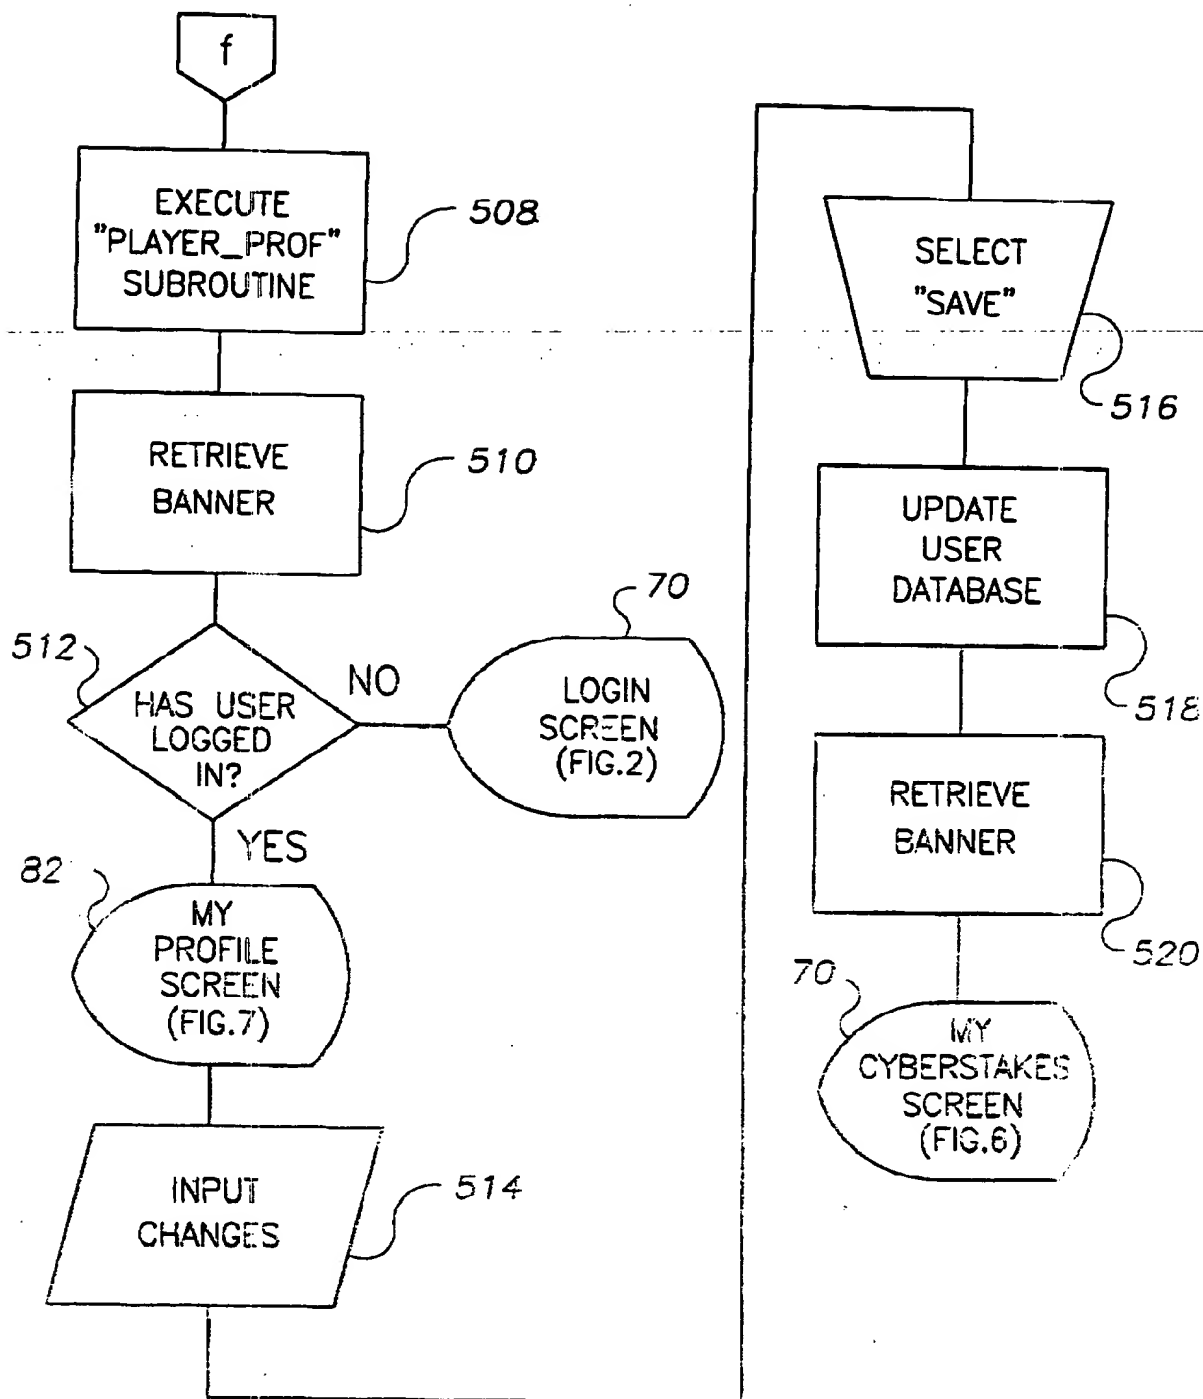 f
EXECUTE
"PLAYER_PROF"
SUBROUTINE
508
RETRIEVE
BANNER
510
512
HAS USER
LOGGED
IN?
NO
70
LOGIN
SCREEN
(FIG.2)
YES
82
MY
PROFILE
SCREEN
(FIG.7)
INPUT
CHANGES
514
SELECT
"SAVE"
516
UPDATE
USER
DATABASE
518
RETRIEVE
BANNER
520
70
MY
CYBERSTAKES
SCREEN
(FIG.6)